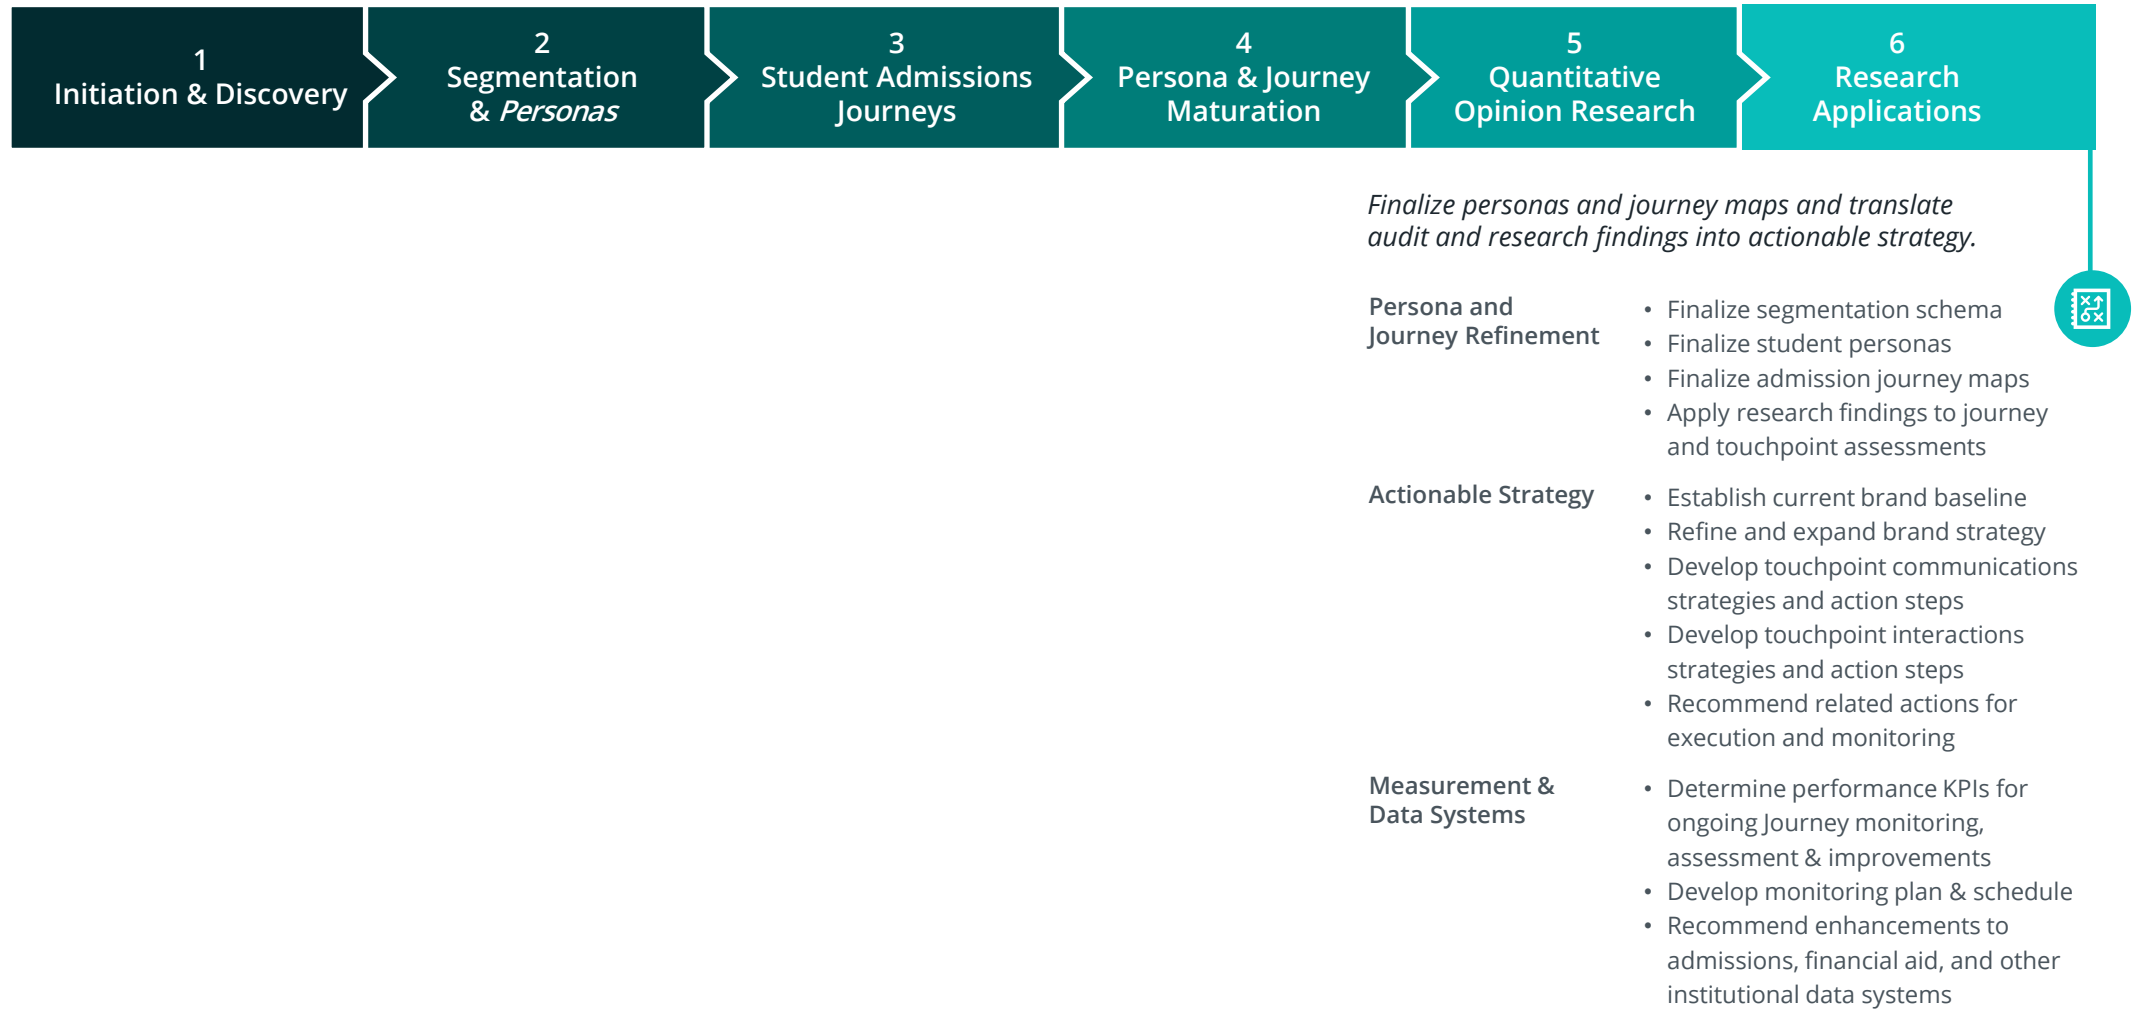 1
Initiation & Discovery
2
Segmentation
& Personas
3
Student Admissions
Journeys
4
Persona & Journey
Maturation
5
Quantitative
Opinion Research
6
Research
Applications
Finalize personas and journey maps and translate
audit and research findings into actionable strategy.
Persona and
Journey Refinement
• Finalize segmentation schema
• Finalize student personas
• Finalize admission journey maps
• Apply research findings to journey
and touchpoint assessments
Actionable Strategy
• Establish current brand baseline
• Refine and expand brand strategy
• Develop touchpoint communications
strategies and action steps
• Develop touchpoint interactions
strategies and action steps
• Recommend related actions for
execution and monitoring
Measurement &
Data Systems
• Determine performance KPIs for
ongoing Journey monitoring,
assessment & improvements
• Develop monitoring plan & schedule
• Recommend enhancements to
admissions, financial aid, and other
institutional data systems